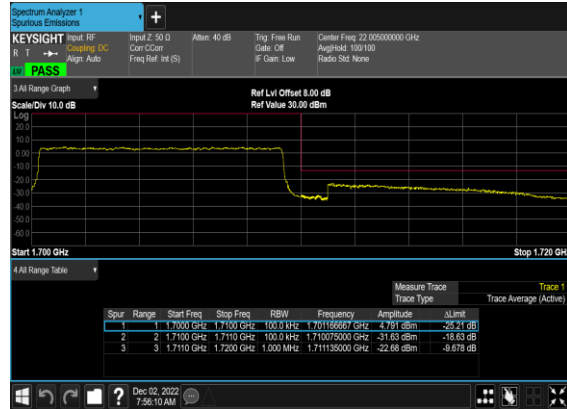 Spectrum Analyzer 1
Spurious Emissions
+
KEYSIGHT Input: RF Input Z: 50 Ω Atten: 40 dB Trig: Free Run Center Freq: 22.005000000 GHz
R T Coupling: DC Corr CCorr Gate: Off Avg|Hold: 100/100
Align: Auto Freq Ref: Int (S) IF Gain: Low Radio Std: None
PASS
3 All Range Graph
Ref Lvl Offset 8.00 dB
Scale/Div 10.0 dB Ref Value 30.00 dBm
Log
20.0
10.0
0.00
-10.0
-20.0
-30.0
-40.0
-50.0
-60.0
Start 1.700 GHz Stop 1.720 GH
4 All Range Table
Measure Trace Trace 1
Trace Type Trace Average (Active)
Spur Range Start Freq Stop Freq RBW Frequency Amplitude ΔLimit
1 1 1.7000 GHz 1.7100 GHz 100.0 kHz 1.701166667 GHz 4.791 dBm -25.21 dB
2 2 1.7100 GHz 1.7110 GHz 100.0 kHz 1.710075000 GHz -31.63 dBm -18.63 dB
3 3 1.7110 GHz 1.7200 GHz 1.000 MHz 1.711135000 GHz -22.68 dBm -9.678 dB
? Dec 02, 2022
7:56:10 AM